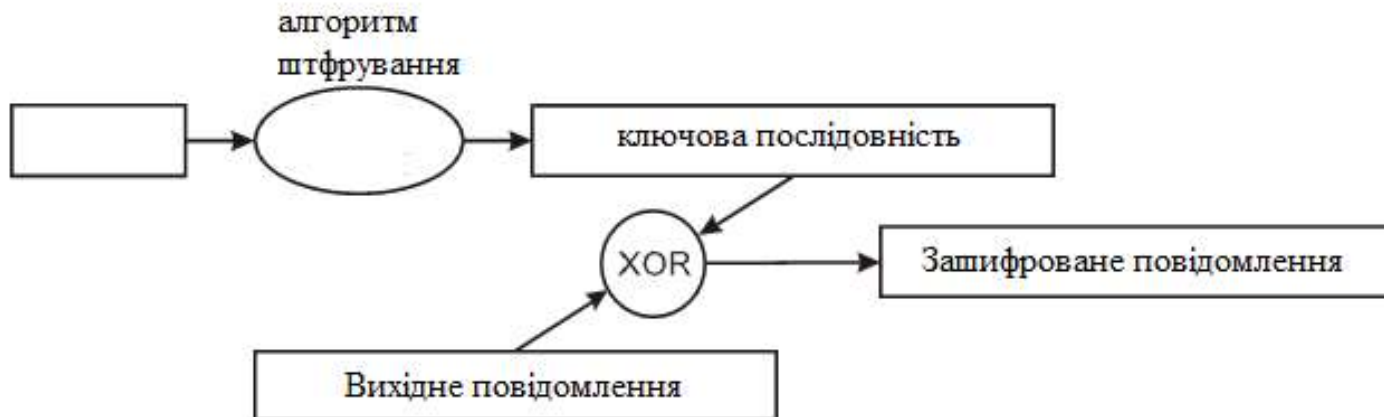 алгоритм
штфрування
ключова послідовність
XOR
Зашифроване повідомлення
Вихідне повідомлення